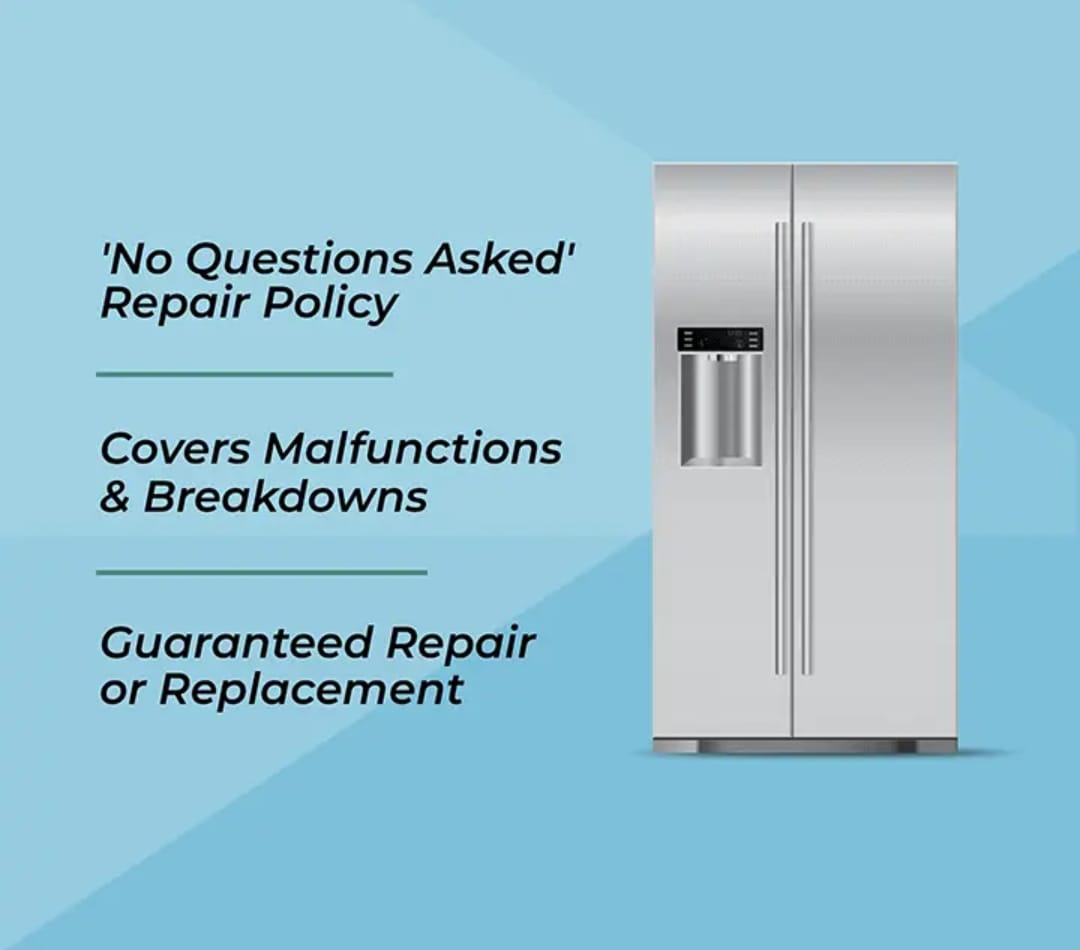 'No Questions Asked'
Repair Policy
Covers Malfunctions
& Breakdowns
Guaranteed Repair
or Replacement